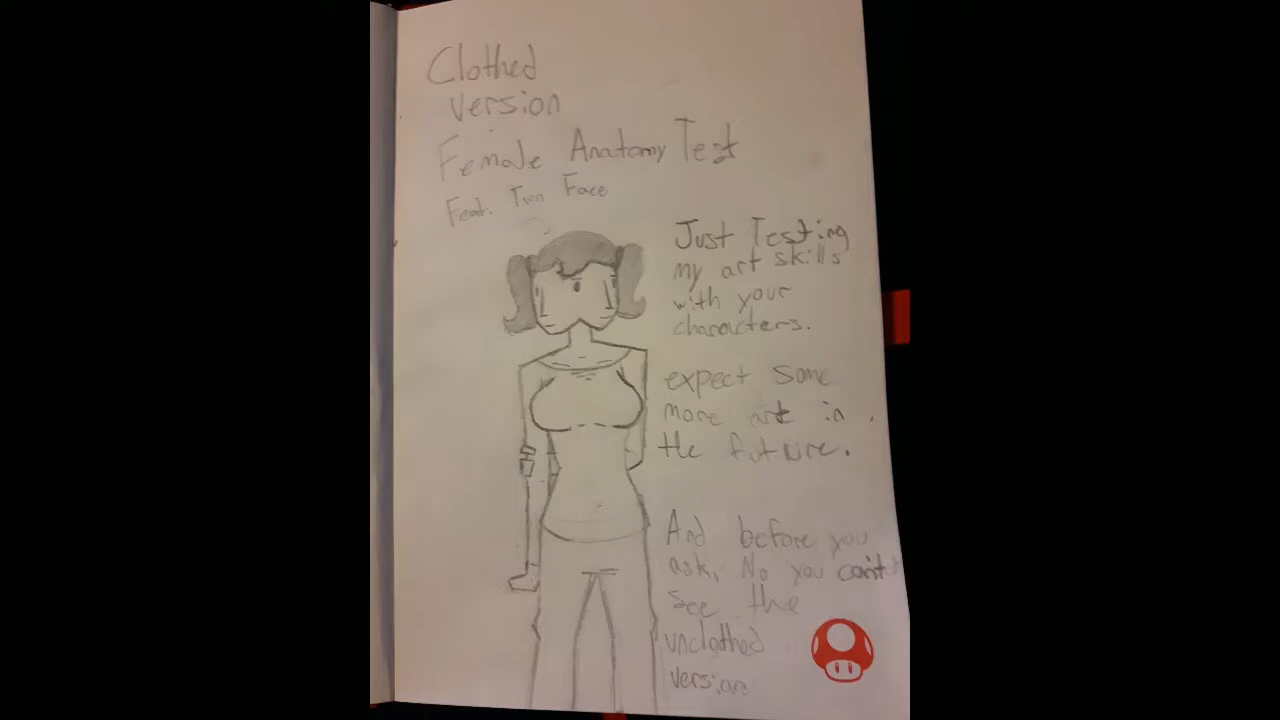 Clothed
version
Female Anatomy Test
Feat. Twn Face
Just Testing
my art skills
with your
characters.
expect some
more art in
the future.
And before you
ask, No you can't
see the
unclothed
version